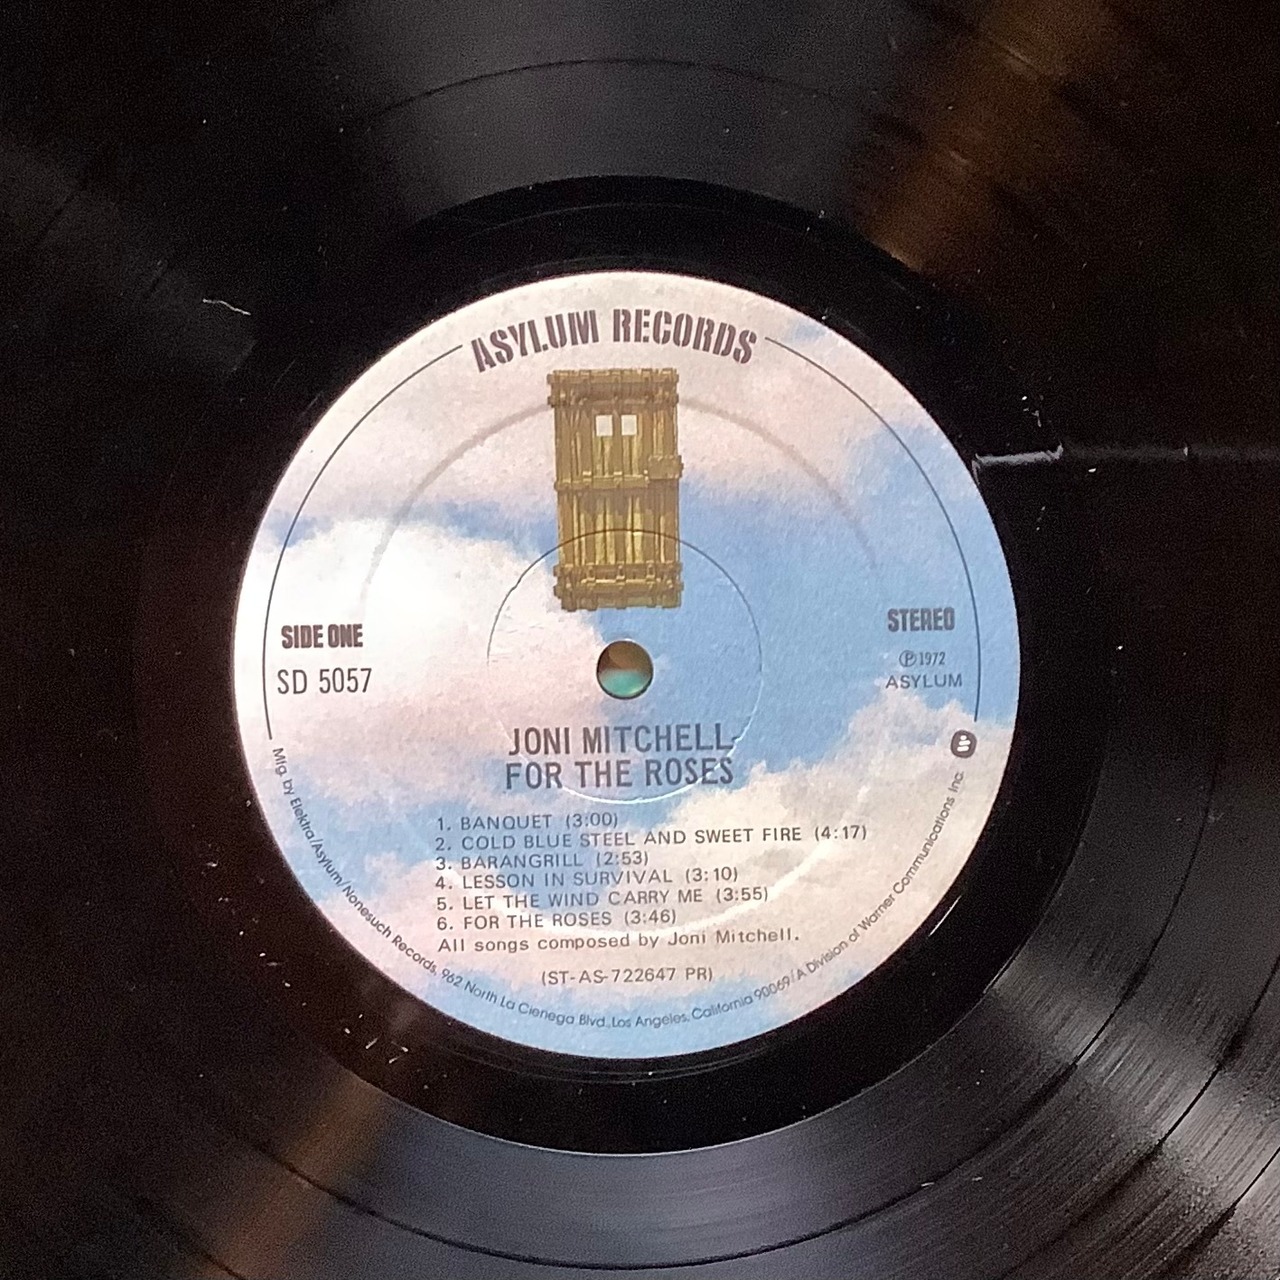 ASYLUM RECORDS
SIDE ONE
SD 5057
STEREO
Ⓟ 1972
ASYLUM
JONI MITCHELL
FOR THE ROSES
1. BANQUET (3:00)
2. COLD BLUE STEEL AND SWEET FIRE (4:17)
3. BARANGRILL (2:53)
4. LESSON IN SURVIVAL (3:10)
5. LET THE WIND CARRY ME (3:55)
6. FOR THE ROSES (3:46)
All songs composed by Joni Mitchell.
(ST-AS-722647 PR)
Mfg. by Elektra/Asylum/Nonesuch Records, 962 North La Cienega Blvd., Los Angeles, California 90069/A Division of Warner Communications Inc.